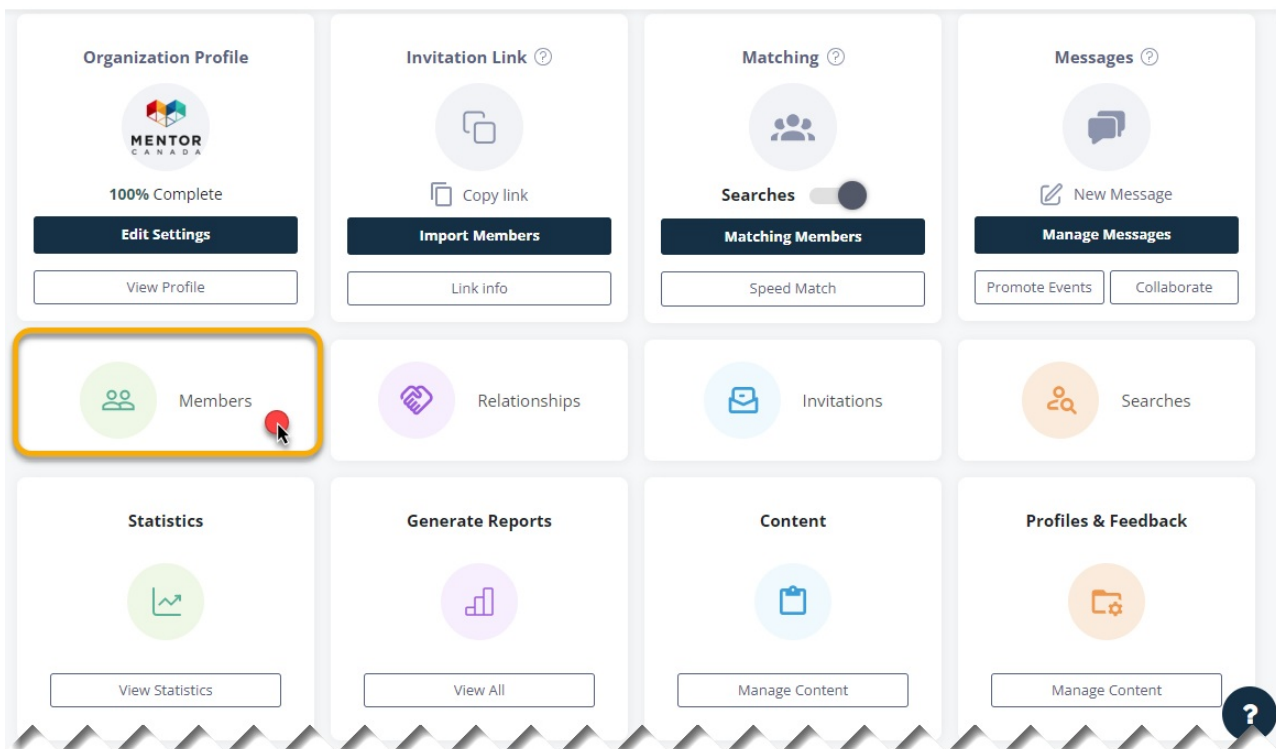 Organization Profile
MENTOR
CANADA
100% Complete
Edit Settings
View Profile
Invitation Link ?
Copy link
Import Members
Link info
Matching ?
Searches
Matching Members
Speed Match
Messages ?
New Message
Manage Messages
Promote Events
Collaborate
Members
Relationships
Invitations
Searches
Statistics
View Statistics
Generate Reports
View All
Content
Manage Content
Profiles & Feedback
Manage Content
?